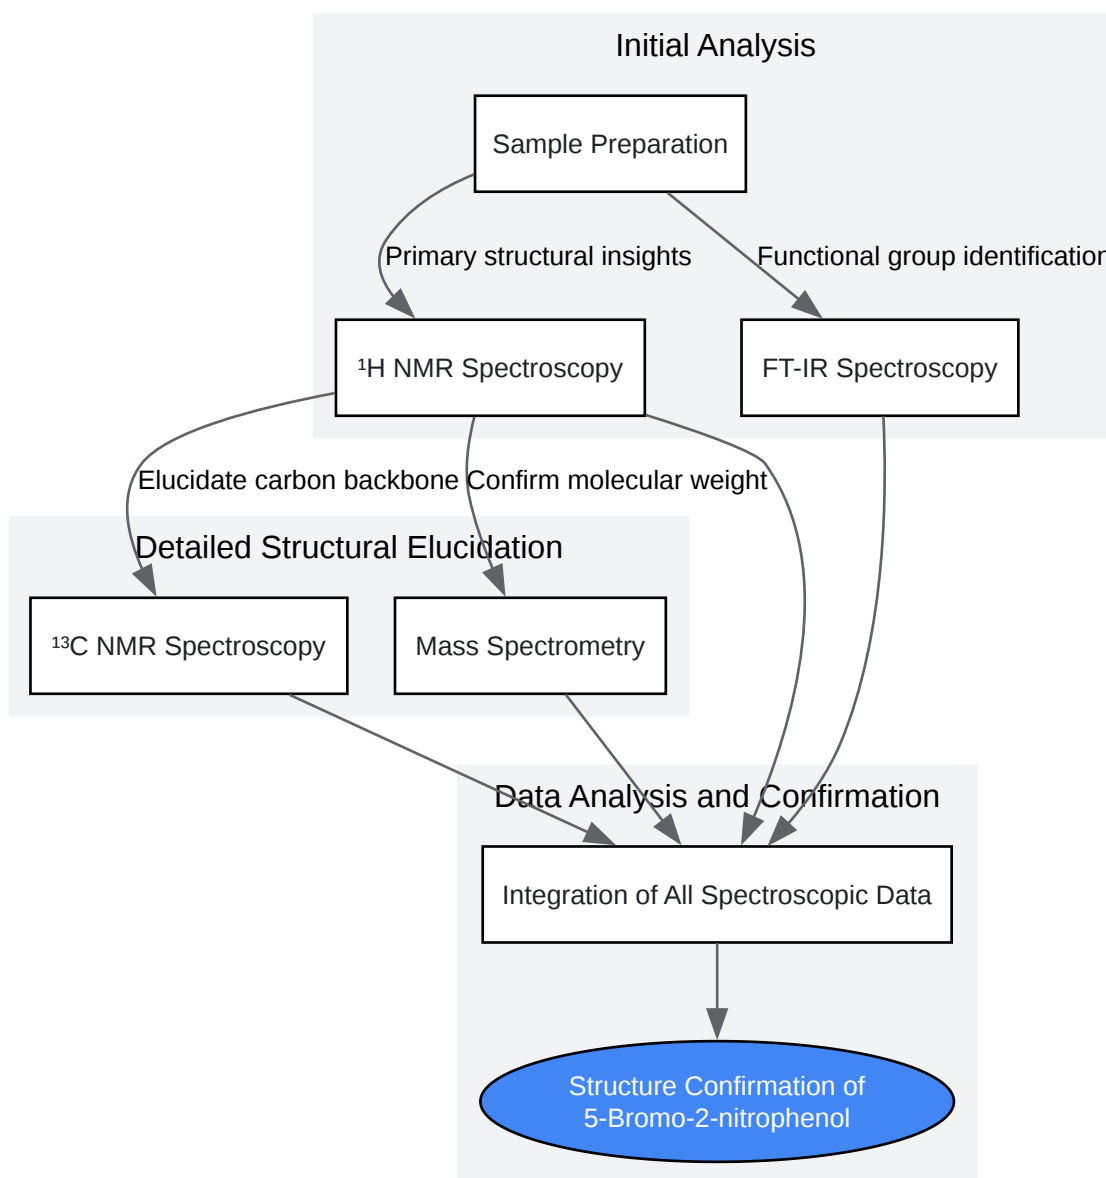 Initial Analysis
Sample Preparation
Primary structural insights
Functional group identification
¹H NMR Spectroscopy
FT-IR Spectroscopy
Elucidate carbon backbone
Confirm molecular weight
Detailed Structural Elucidation
¹³C NMR Spectroscopy
Mass Spectrometry
Data Analysis and Confirmation
Integration of All Spectroscopic Data
Structure Confirmation of
5-Bromo-2-nitrophenol